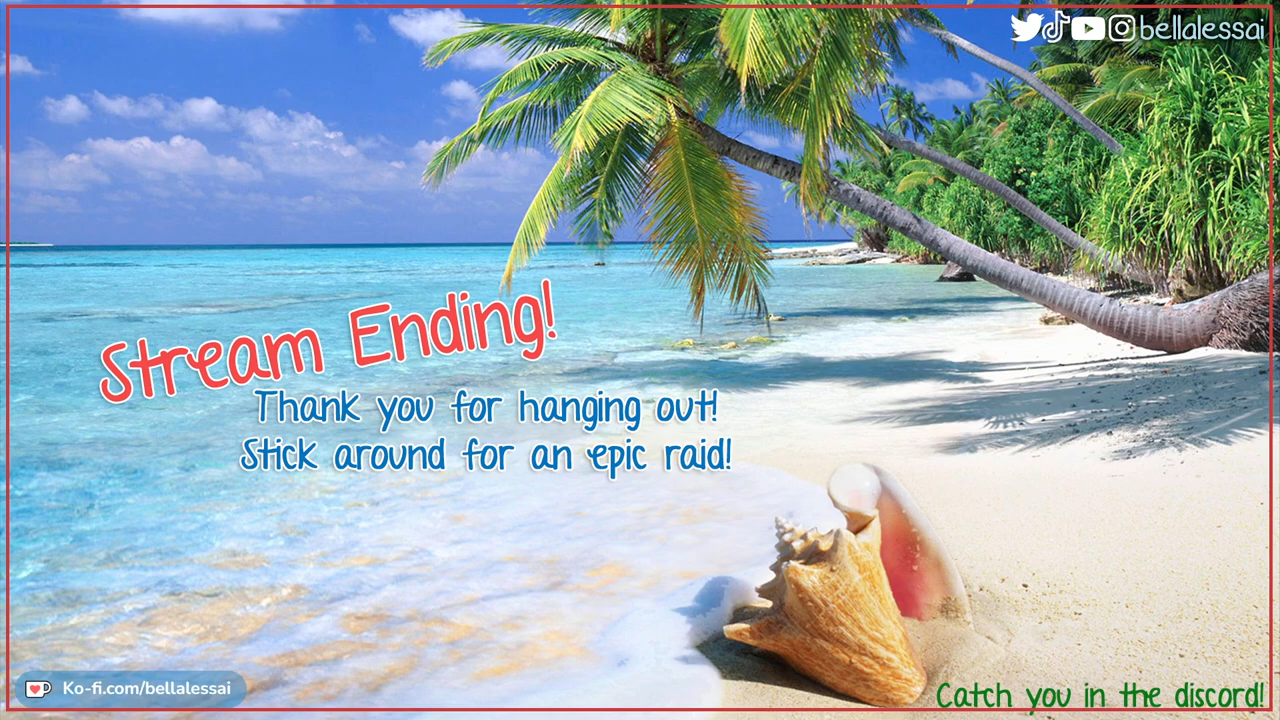 bellalessai
Stream Ending!
Thank you for hanging out!
Stick around for an epic raid!
Ko-fi.com/bellalessai
Catch you in the discord!